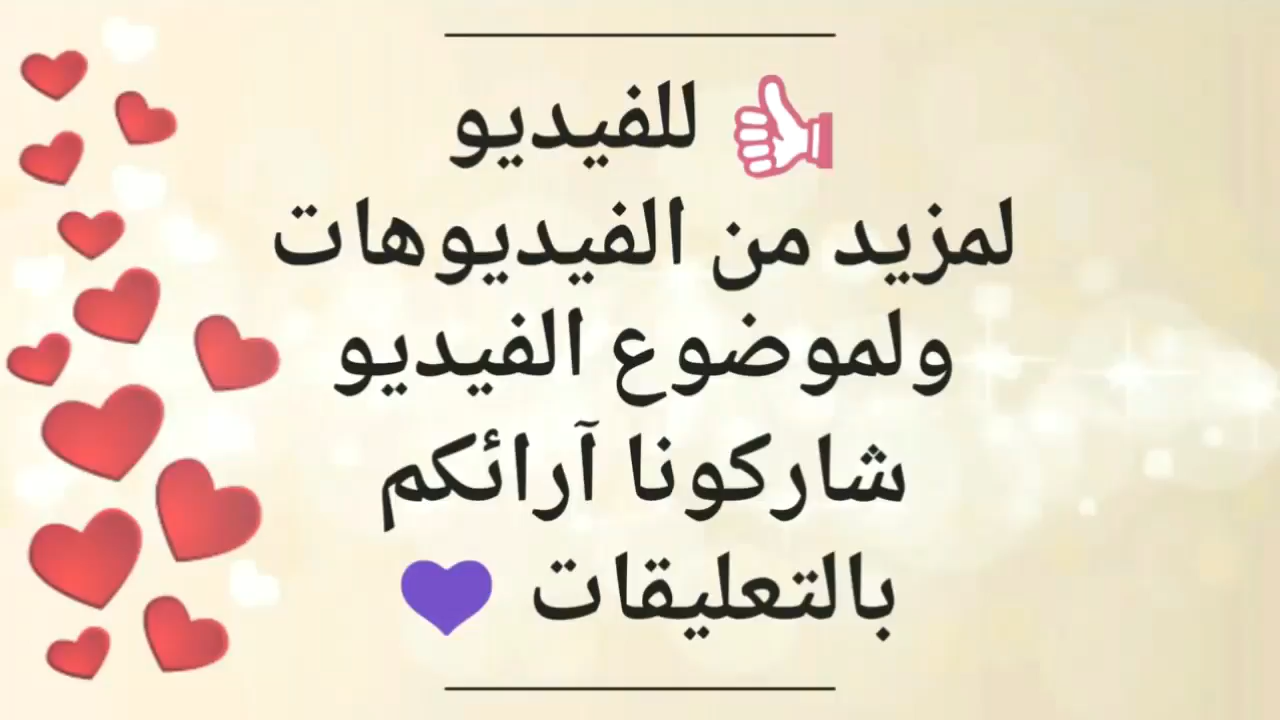 👍 للفيديو
لمزيد من الفيديوهات
ولموضوع الفيديو
شاركونا آرائكم
بالتعليقات 💜